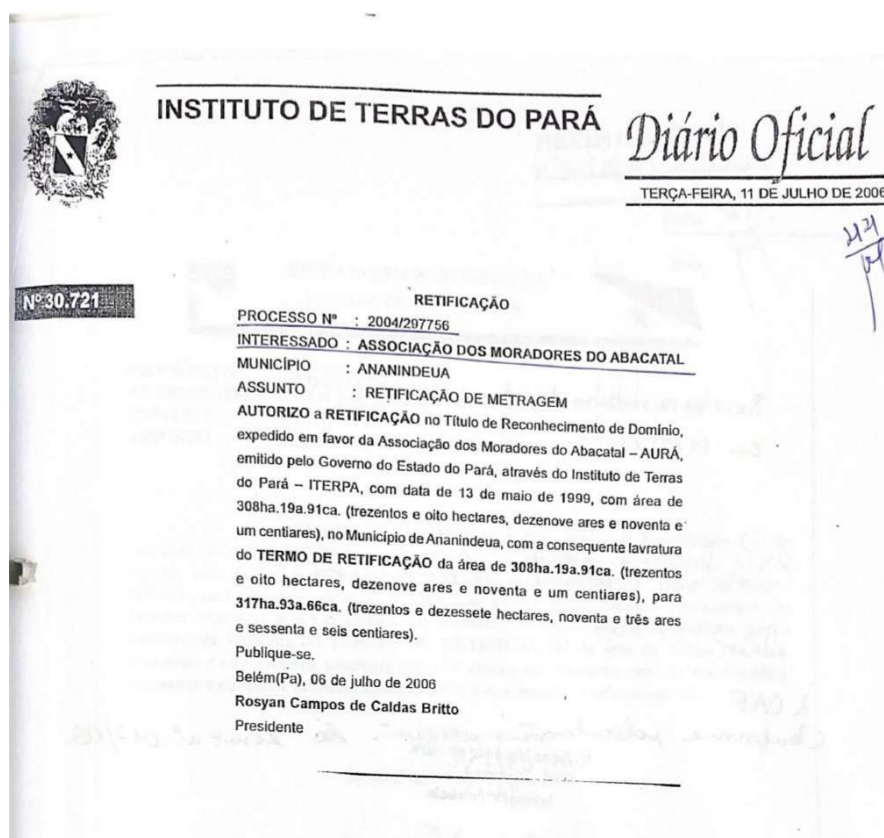 INSTITUTO DE TERRAS DO PARÁ
Diário Oficial
TERÇA-FEIRA, 11 DE JULHO DE 2006
Nº 30.721
RETIFICAÇÃO
PROCESSO Nº : 2004/297756
INTERESSADO : ASSOCIAÇÃO DOS MORADORES DO ABACATAL
MUNICÍPIO : ANANINDEUA
ASSUNTO : RETIFICAÇÃO DE METRAGEM
AUTORIZO a RETIFICAÇÃO no Título de Reconhecimento de Domínio,
expedido em favor da Associação dos Moradores do Abacatal – AURÁ,
emitido pelo Governo do Estado do Pará, através do Instituto de Terras
do Pará – ITERPA, com data de 13 de maio de 1999, com área de
308ha.19a.91ca. (trezentos e oito hectares, dezenove ares e noventa e
um centiares), no Município de Ananindeua, com a consequente lavratura
do TERMO DE RETIFICAÇÃO da área de 308ha.19a.91ca. (trezentos
e oito hectares, dezenove ares e noventa e um centiares), para
317ha.93a.66ca. (trezentos e dezessete hectares, noventa e três ares
e sessenta e seis centiares).
Publique-se.
Belém(Pa), 06 de julho de 2006
Rosyan Campos de Caldas Britto
Presidente